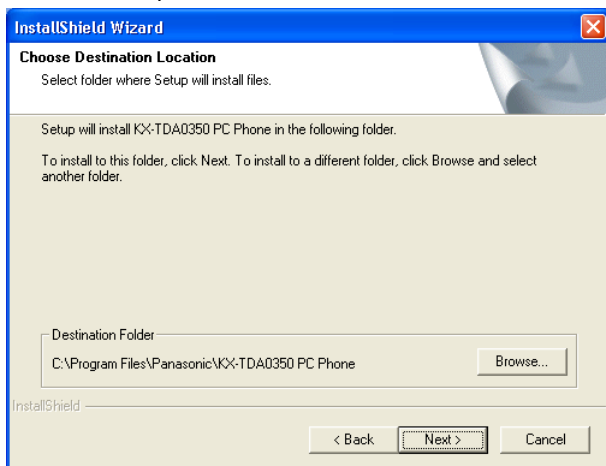 InstallShield Wizard
Choose Destination Location
Select folder where Setup will install files.
Setup will install KX-TDA0350 PC Phone in the following folder.
To install to this folder, click Next. To install to a different folder, click Browse and select
another folder.
Destination Folder
C:\Program Files\Panasonic\KX-TDA0350 PC Phone
Browse...
InstallShield
< Back
Next >
Cancel